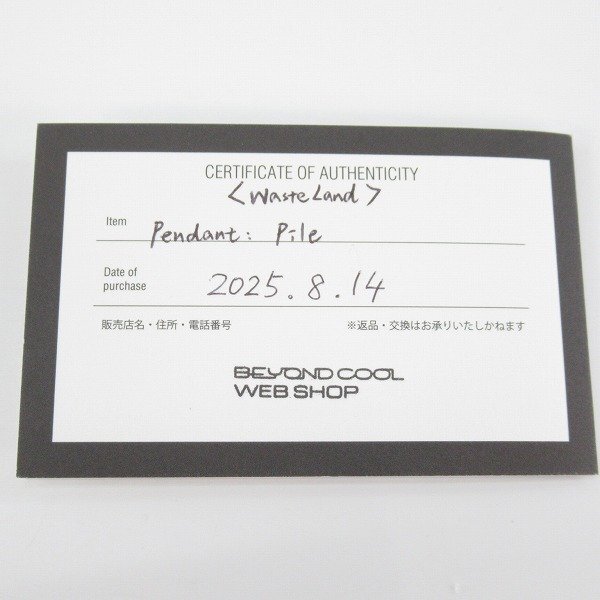 CERTIFICATE OF AUTHENTICITY
<WasteLand>
Item Pendant: Pile
Date of purchase 2025.8.14
販売店名・住所・電話番号 ※返品・交換はお承りいたしかねます
BEYOND COOL
WEB SHOP